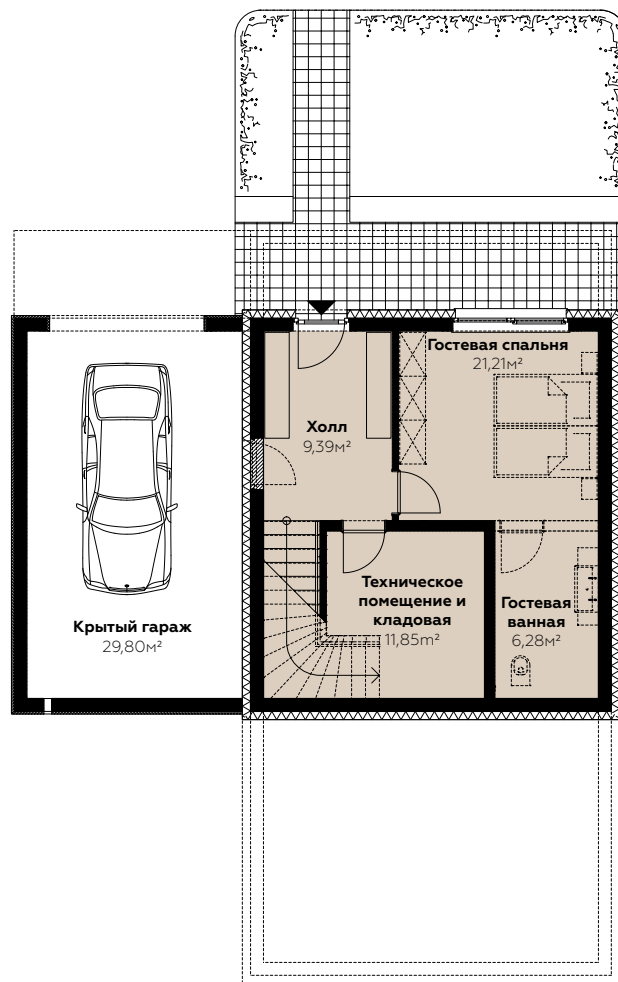 Гостевая спальня
21,21м²
Холл
9,39м²
Техническое
помещение и
кладовая
11,85m²
Гостевая
ванная
6,28м²
Крытый гараж
29,80м²